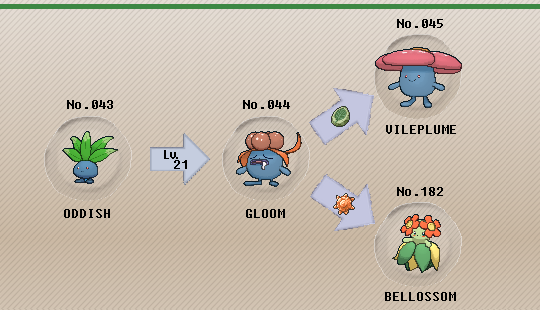 No.045
No.043
No.044
VILEPLUME
Lv.
21
No.182
ODDISH
GLOOM
BELLOSSOM